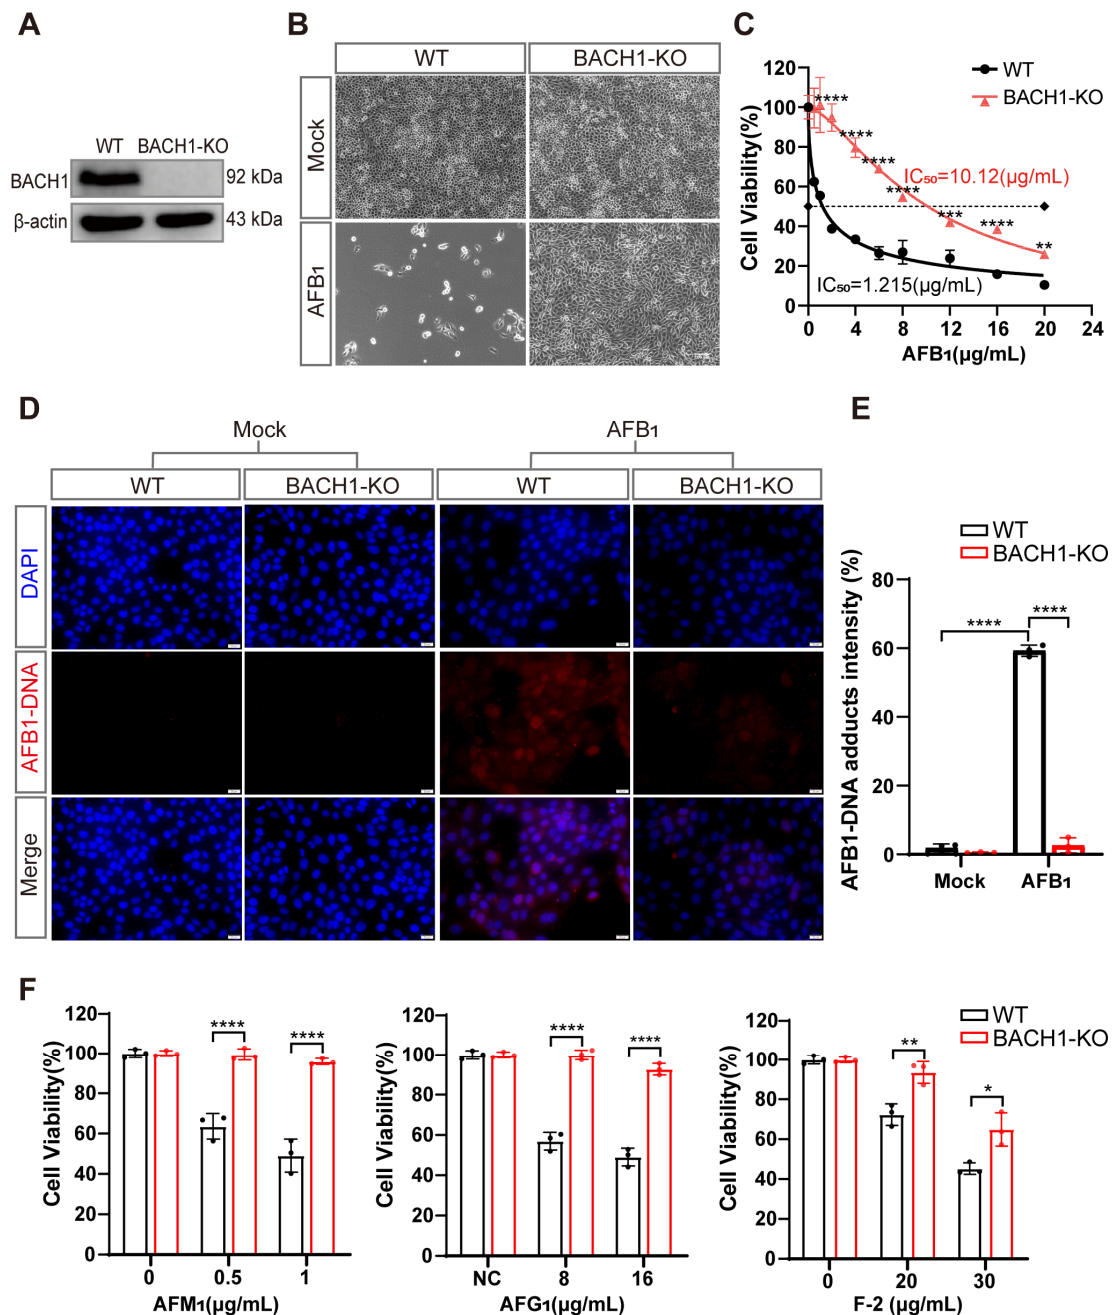 A
WT BACH1-KO
BACH1 92 kDa
β-actin 43 kDa
B
WT BACH1-KO
Mock
AFB₁
C
WT
BACH1-KO
Cell Viability(%)
120
100
80
60
40
20
0
0 4 8 12 16 20 24
AFB₁(μg/mL)
****
****
****
****
***
****
**
IC₅₀=10.12(μg/mL)
IC₅₀=1.215(μg/mL)
D
Mock AFB₁
WT BACH1-KO WT BACH1-KO
DAPI
AFB1-DNA
Merge
E
WT
BACH1-KO
AFB1-DNA adducts intensity (%)
80
60
40
20
0
**** ****
Mock AFB₁
F
Cell Viability(%)
120
100
80
60
40
20
0
**** ****
0 0.5 1
AFM₁(μg/mL)
Cell Viability(%)
120
100
80
60
40
20
0
**** ****
NC 8 16
AFG₁(μg/mL)
WT
BACH1-KO
Cell Viability(%)
120
100
80
60
40
20
0
** *
0 20 30
F-2 (μg/mL)